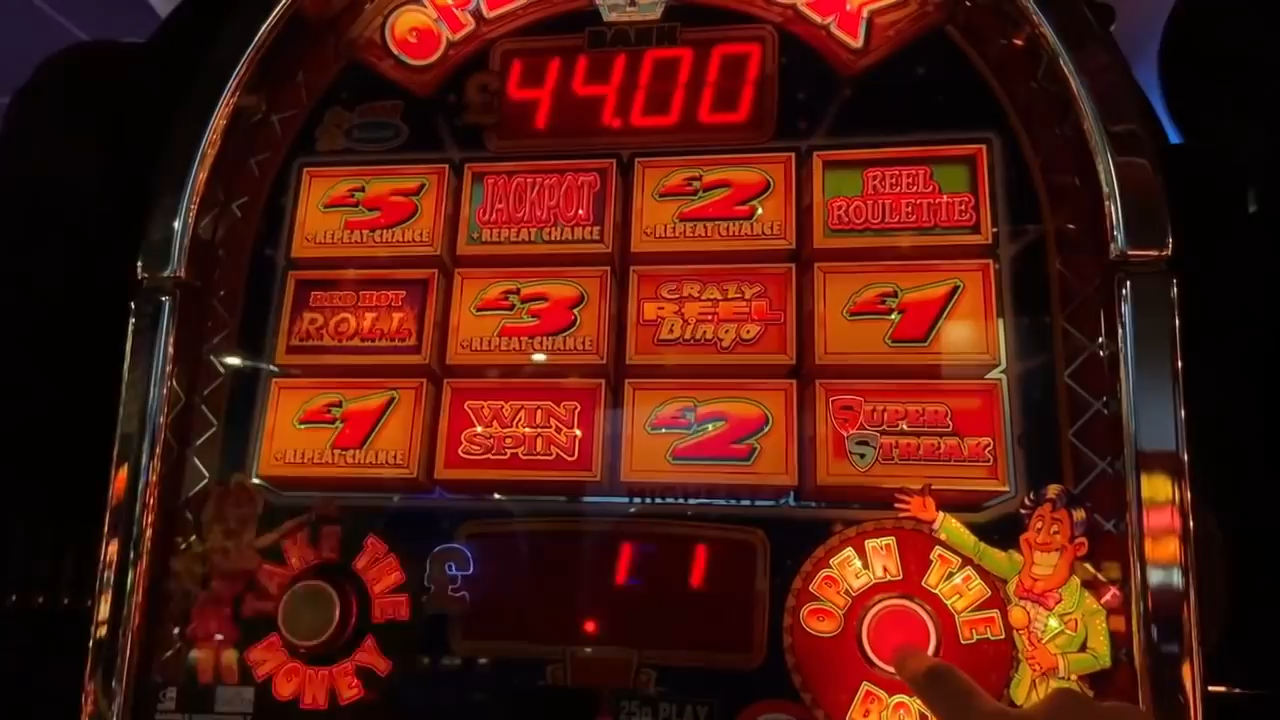 OPEN
BANK
£44.00
£5
+REPEAT CHANCE
JACKPOT
+REPEAT CHANCE
£2
+REPEAT CHANCE
REEL
ROULETTE
RED HOT
ROLL
£3
+REPEAT CHANCE
CRAZY
REEL
Bingo
£1
£1
+REPEAT CHANCE
WIN
SPIN
£2
SUPER
STREAK
TAKE THE
MONEY
£
OPEN THE
25p PLAY